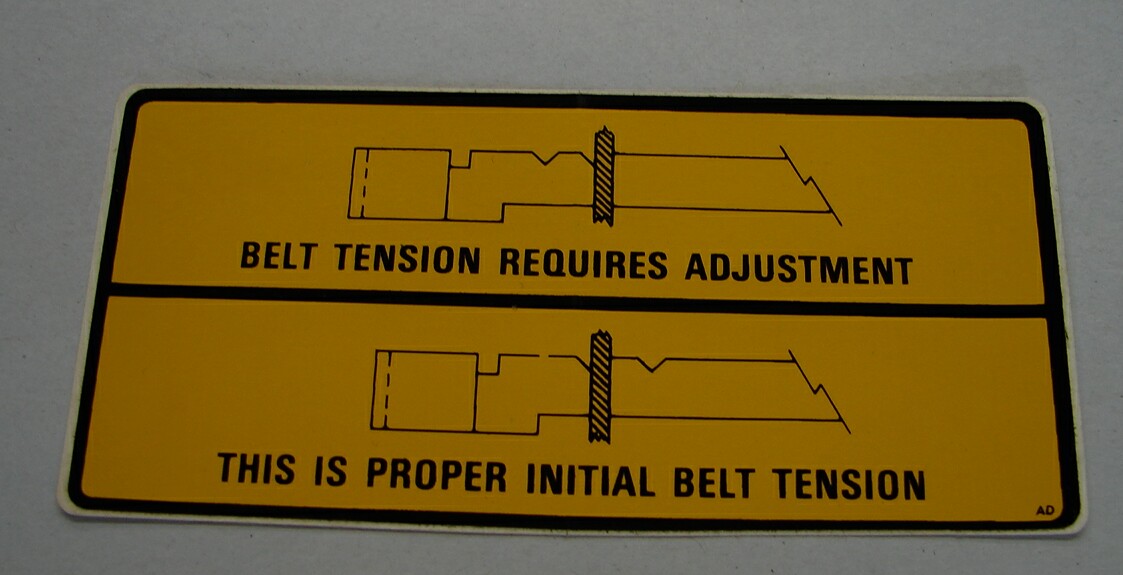 BELT TENSION REQUIRES ADJUSTMENT
THIS IS PROPER INITIAL BELT TENSION
AD